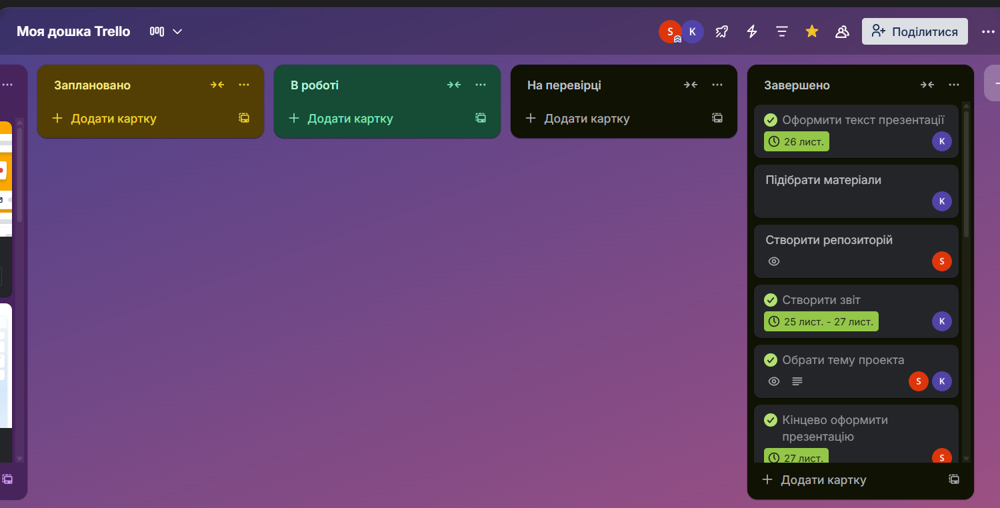 Моя дошка Trello
S
K
Поділитися
Заплановано
Додати картку
В роботі
Додати картку
На перевірці
Додати картку
Завершено
Оформити текст презентації
26 лист.
K
Підібрати матеріали
K
Створити репозиторій
S
Створити звіт
25 лист. - 27 лист.
K
Обрати тему проекта
S K
Кінцево оформити
презентацію
27 лист.
S
Додати картку